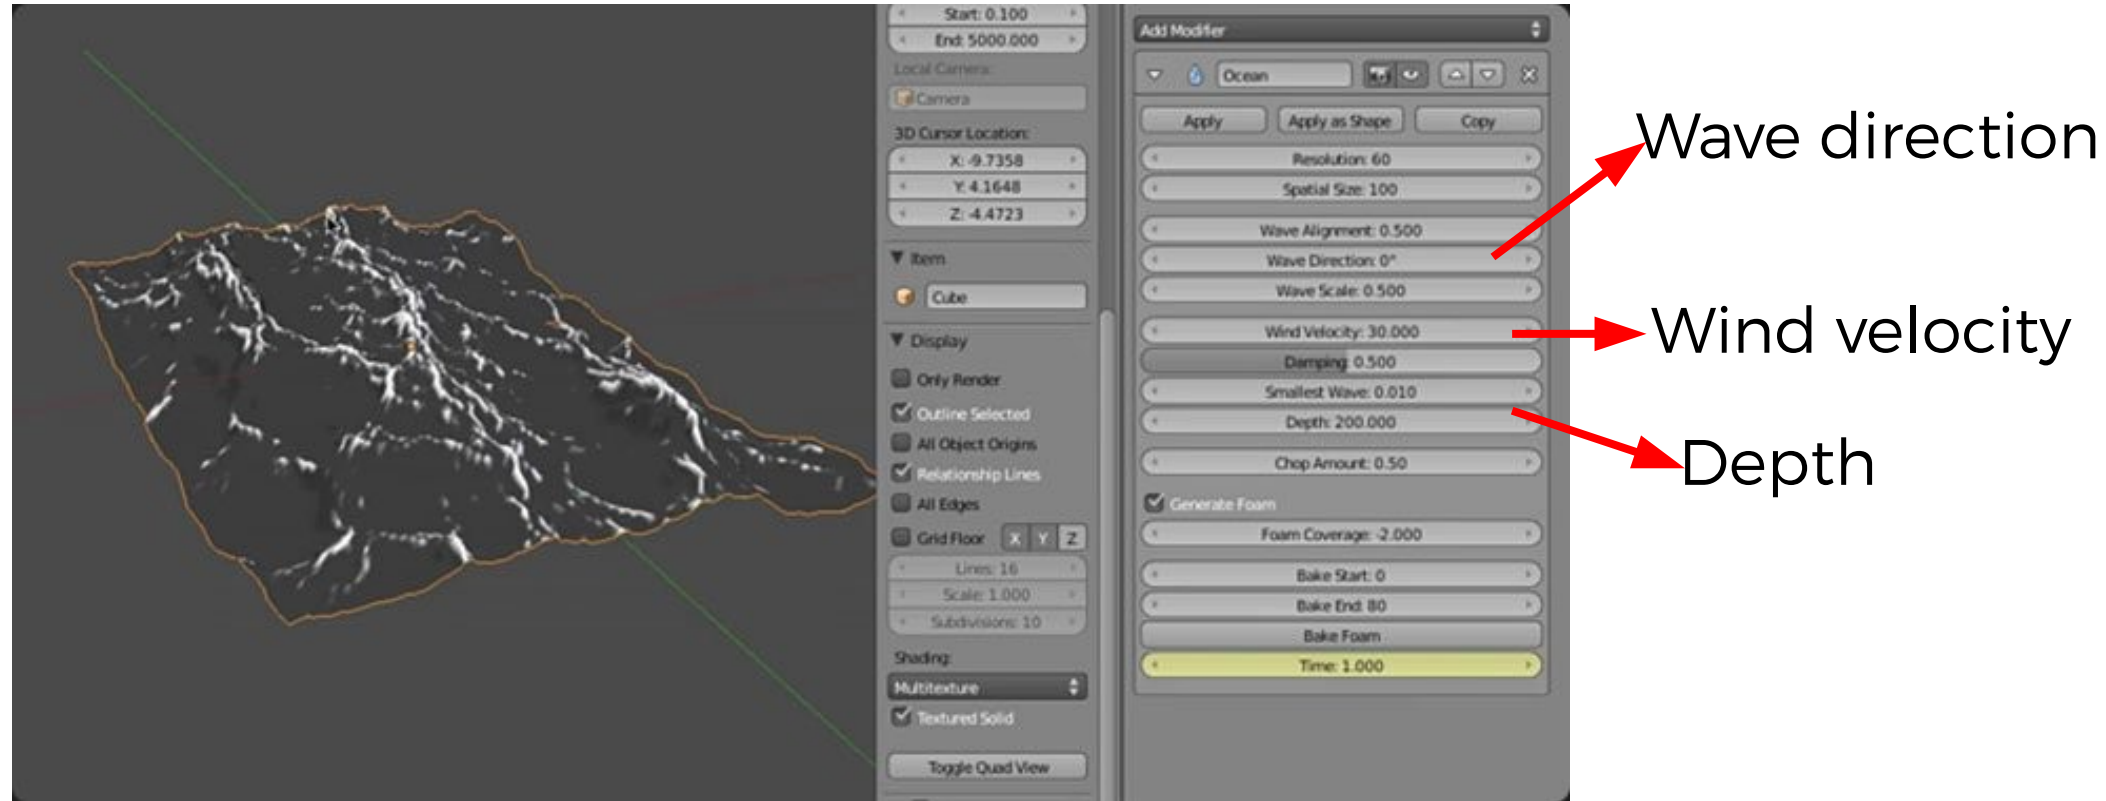 Start: 0.100
End: 5000.000
Local Camera:
Camera
3D Cursor Location:
X: -9.7358
Y: 4.1648
Z: -4.4723
Item
Cube
Display
Only Render
Outline Selected
All Object Origins
Relationship Lines
All Edges
Grid Floor X Y Z
Lines: 16
Scale: 1.000
Subdivisions: 10
Shading:
Multitexture
Textured Solid
Toggle Quad View
Add Modifier
Ocean
Apply Apply as Shape Copy
Resolution: 60
Spatial Size: 100
Wave Alignment: 0.500
Wave Direction: 0°
Wave Scale: 0.500
Wind Velocity: 30.000
Damping: 0.500
Smallest Wave: 0.010
Depth: 200.000
Chop Amount: 0.50
Generate Foam
Foam Coverage: -2.000
Bake Start: 0
Bake End: 80
Bake Foam
Time: 1.000
Wave direction
Wind velocity
Depth